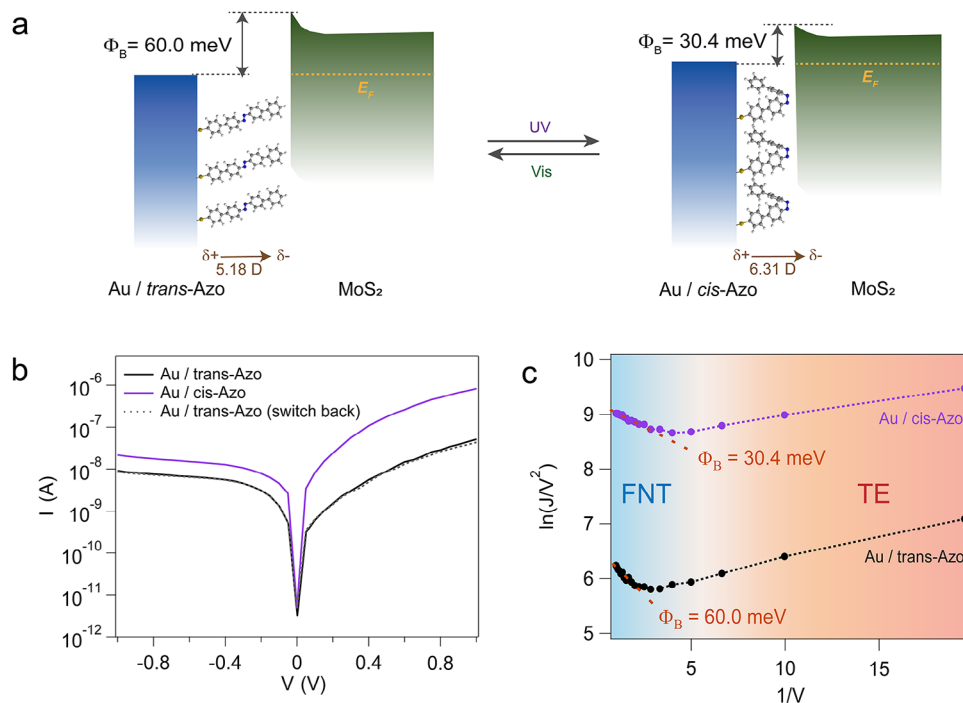 a
Φ_B = 60.0 meV
E_F
δ+ 5.18 D δ-
Au / trans-Azo MoS₂
UV
Vis
Φ_B = 30.4 meV
E_F
δ+ 6.31 D δ-
Au / cis-Azo MoS₂
b
Au / trans-Azo
Au / cis-Azo
Au / trans-Azo (switch back)
I (A)
10⁻⁶
10⁻⁷
10⁻⁸
10⁻⁹
10⁻¹⁰
10⁻¹¹
10⁻¹²
-0.8 -0.4 0 0.4 0.8
V (V)
c
ln(J/V²)
10
9
8
7
6
5
Au / cis-Azo
Φ_B = 30.4 meV
FNT TE
Au / trans-Azo
Φ_B = 60.0 meV
5 10 15
1/V